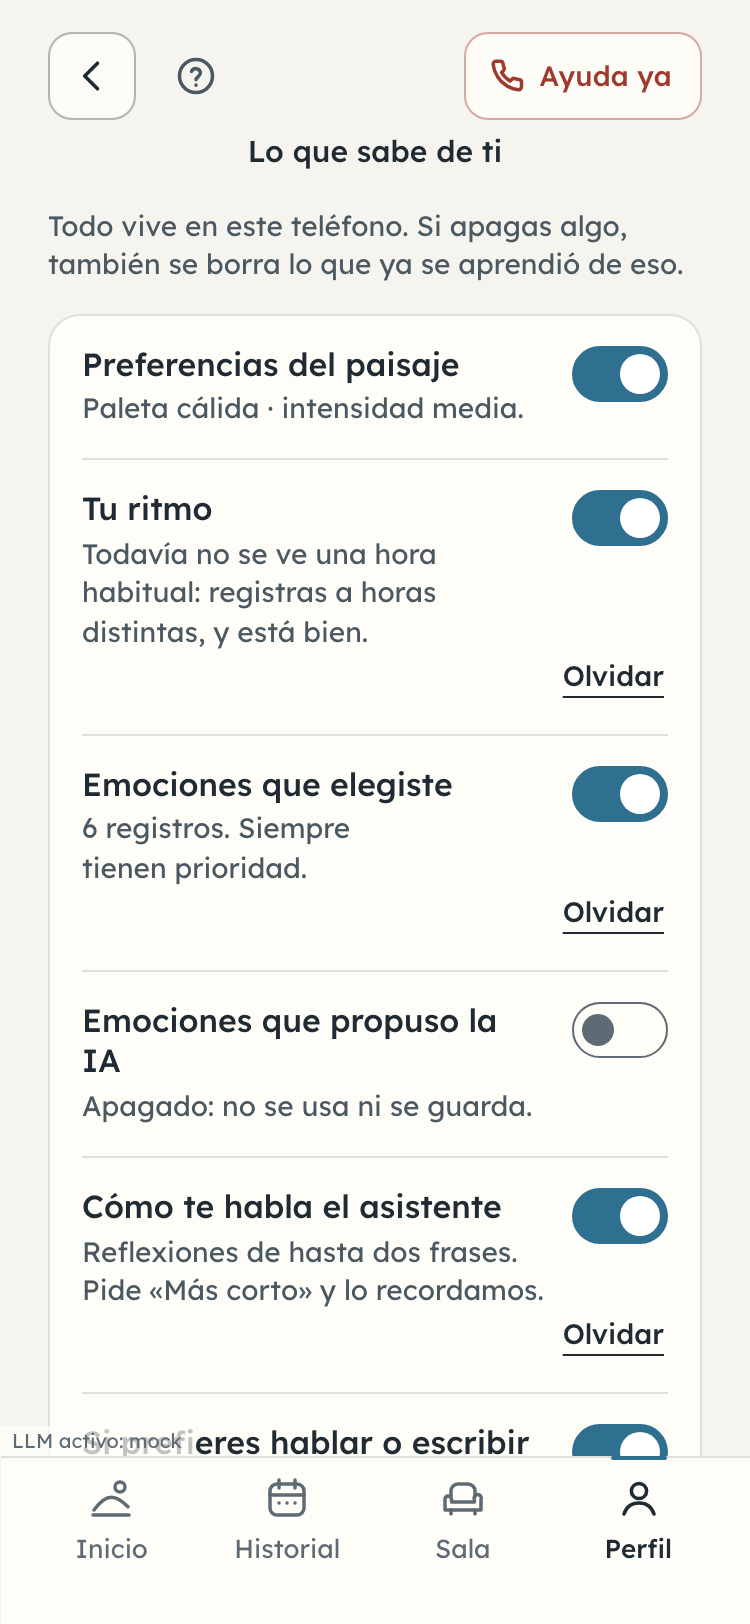 Ayuda ya
Lo que sabe de ti
Todo vive en este teléfono. Si apagas algo,
también se borra lo que ya se aprendió de eso.
Preferencias del paisaje
Paleta cálida · intensidad media.
Tu ritmo
Todavía no se ve una hora
habitual: registras a horas
distintas, y está bien.
Olvidar
Emociones que elegiste
6 registros. Siempre
tienen prioridad.
Olvidar
Emociones que propuso la
IA
Apagado: no se usa ni se guarda.
Cómo te habla el asistente
Reflexiones de hasta dos frases.
Pide «Más corto» y lo recordamos.
Olvidar
Si prefieres hablar o escribir
LLM activo: mock
Inicio
Historial
Sala
Perfil